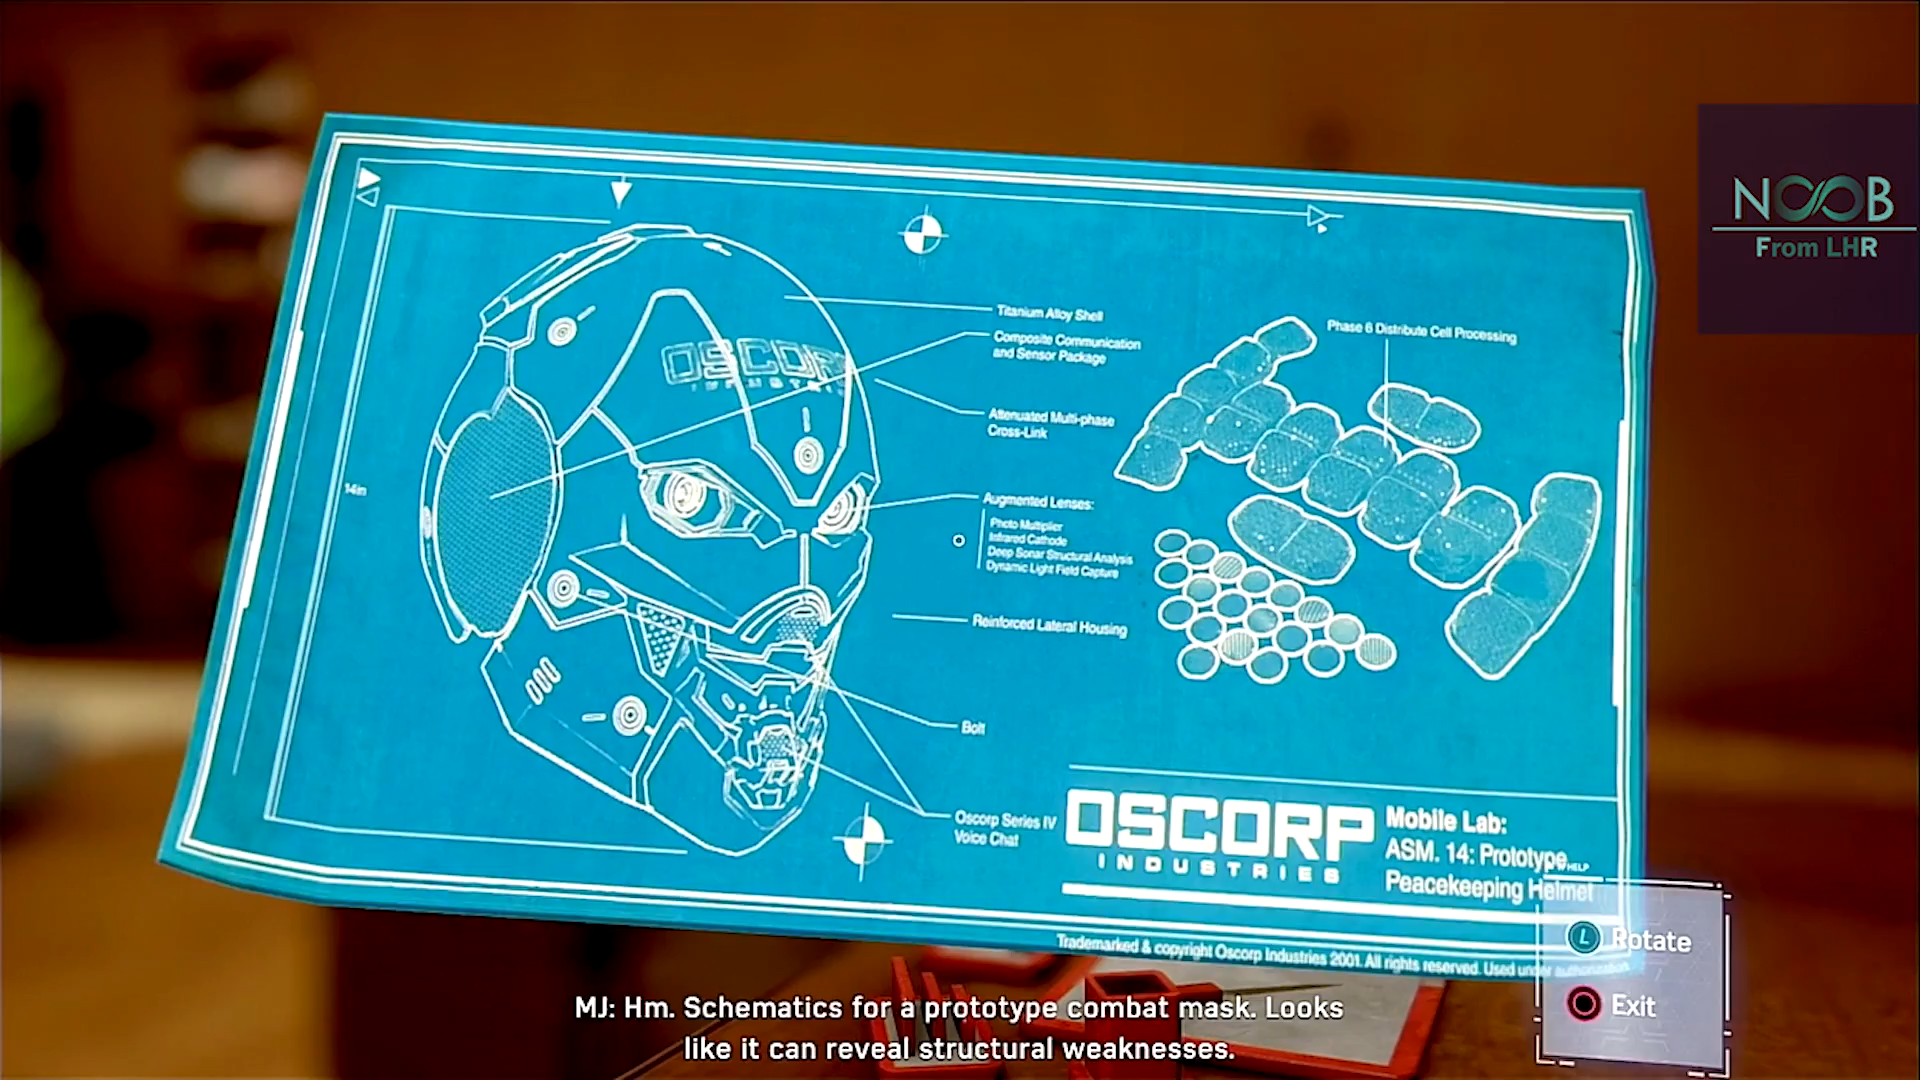 NOOB
From LHR
Titanium Alloy Shell
Composite Communication
and Sensor Package
Attenuated Multi-phase
Cross-Link
Augmented Lenses:
Photo Multiplier
Infrared Cathode
Deep Sonar Structural Analysis
Dynamic Light Field Capture
Reinforced Lateral Housing
Bolt
Oscorp Series IV
Voice Chat
14in
OSCORP
Phase 6 Distribute Cell Processing
OSCORP
INDUSTRIES
Mobile Lab:
ASM. 14: Prototype
Peacekeeping Helmet
Trademarked & copyright Oscorp Industries 2001. All rights reserved. Used under authorization.
HELP
L Rotate
Exit
MJ: Hm. Schematics for a prototype combat mask. Looks
like it can reveal structural weaknesses.